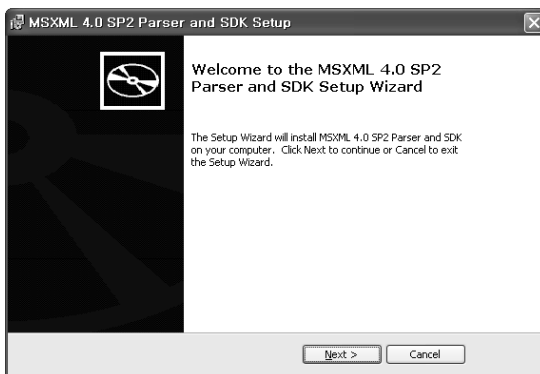 MSXML 4.0 SP2 Parser and SDK Setup
Welcome to the MSXML 4.0 SP2
Parser and SDK Setup Wizard
The Setup Wizard will install MSXML 4.0 SP2 Parser and SDK
on your computer. Click Next to continue or Cancel to exit
the Setup Wizard.
Next >
Cancel